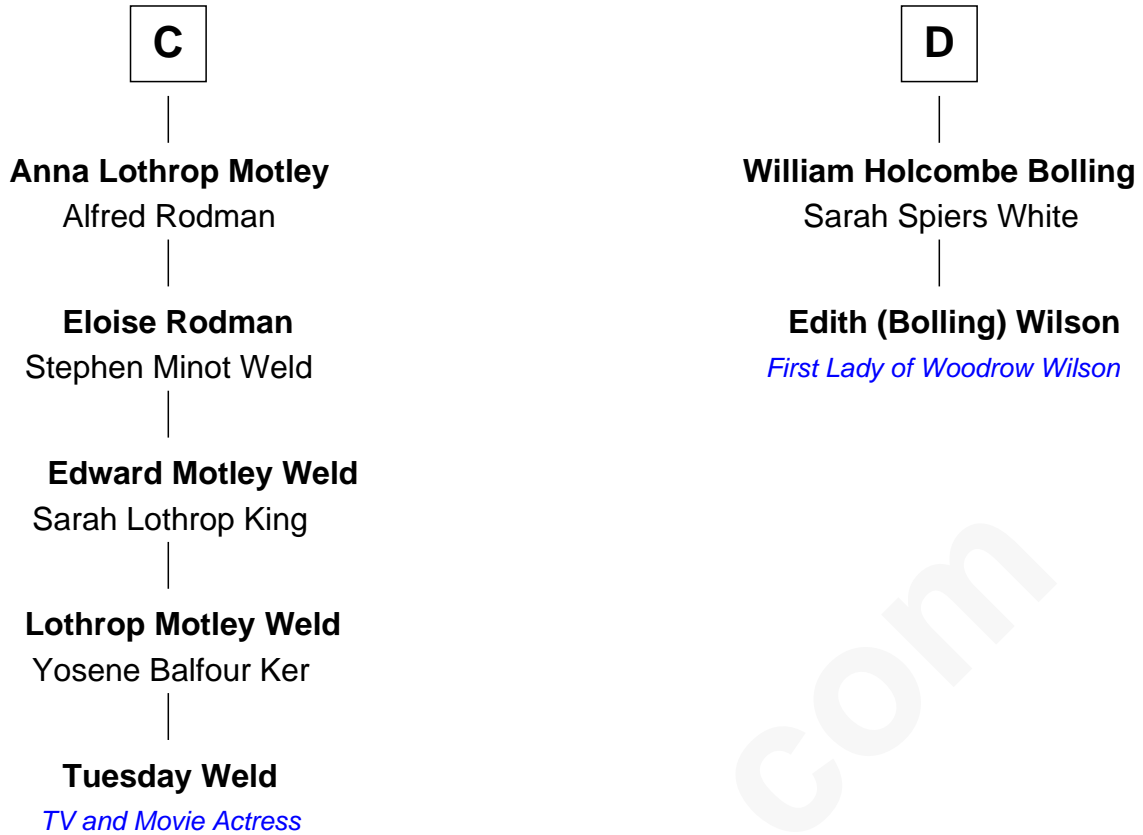 C
Anna Lothrop Motley
Alfred Rodman
Eloise Rodman
Stephen Minot Weld
Edward Motley Weld
Sarah Lothrop King
Lothrop Motley Weld
Yosene Balfour Ker
Tuesday Weld
TV and Movie Actress
D
William Holcombe Bolling
Sarah Spiers White
Edith (Bolling) Wilson
First Lady of Woodrow Wilson
com